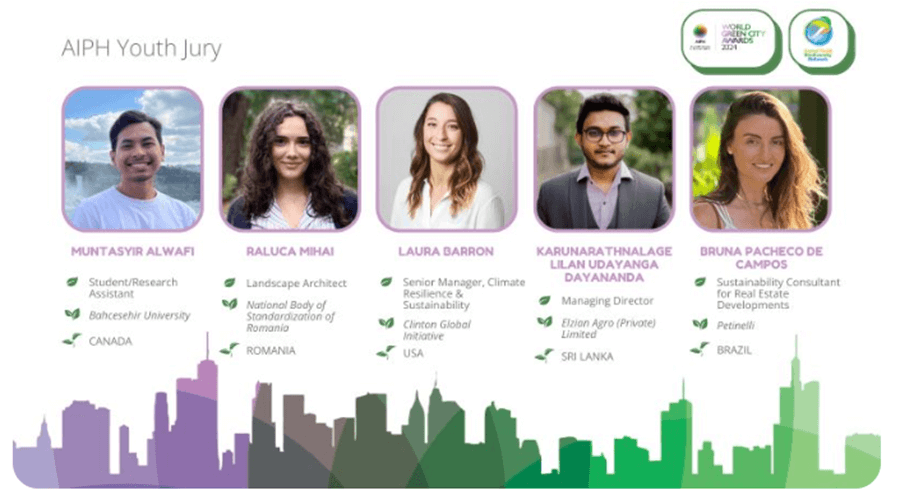 AIPH Youth Jury
AIPH
WORLD
GREEN CITY
AWARDS
2024
MUNTASYIR ALWAFI
Student/Research
Assistant
Bahcesehir University
CANADA
RALUCA MIHAI
Landscape Architect
National Body of
Standardization of
Romania
ROMANIA
LAURA BARRON
Senior Manager, Climate
Resilience &
Sustainability
Clinton Global
Initiative
USA
KARUNARATHNALAGE
LILAN UDAYANGA
DAYANANDA
Managing Director
Elzian Agro (Private)
Limited
SRI LANKA
BRUNA PACHECO DE
CAMPOS
Sustainability Consultant
for Real Estate
Developments
Petinelli
BRAZIL